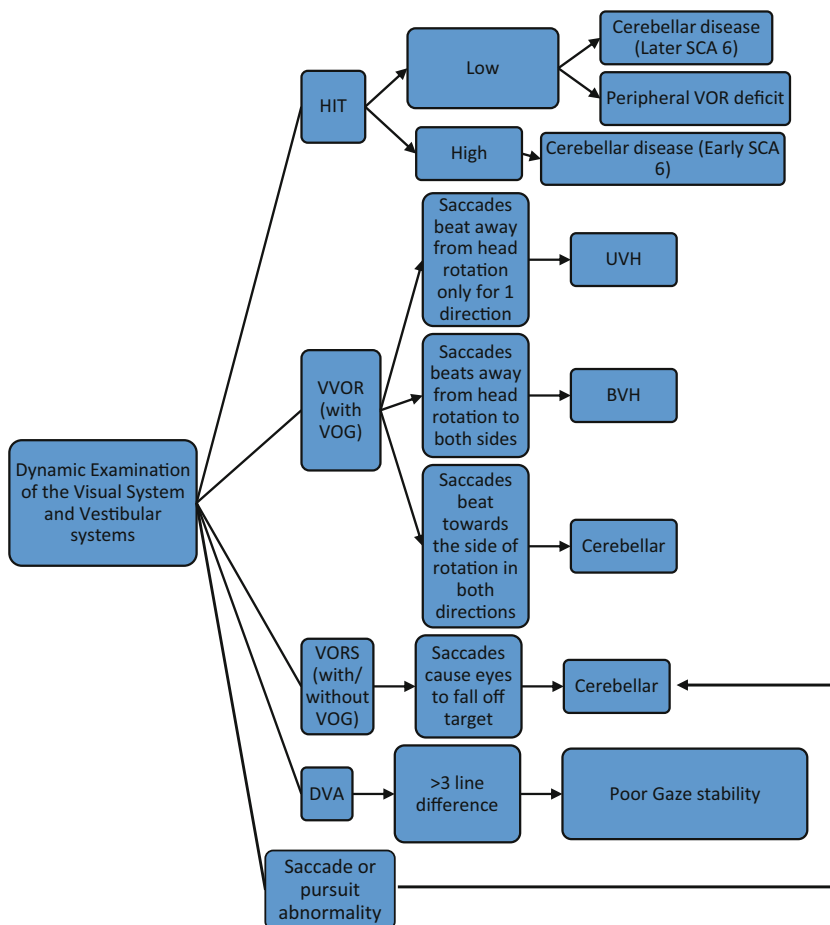 Dynamic Examination
of the Visual System
and Vestibular
systems
HIT
Low
Cerebellar disease
(Later SCA 6)
Peripheral VOR deficit
High
Cerebellar disease (Early SCA
6)
VVOR
(with
VOG)
Saccades
beat away
from head
rotation
only for 1
direction
UVH
Saccades
beats away
from head
rotation to
both sides
BVH
Saccades
beat
towards
the side of
rotation in
both
directions
Cerebellar
VORS
(with/
without
VOG)
Saccades
cause eyes
to fall off
target
Cerebellar
DVA
>3 line
difference
Poor Gaze stability
Saccade or
pursuit
abnormality